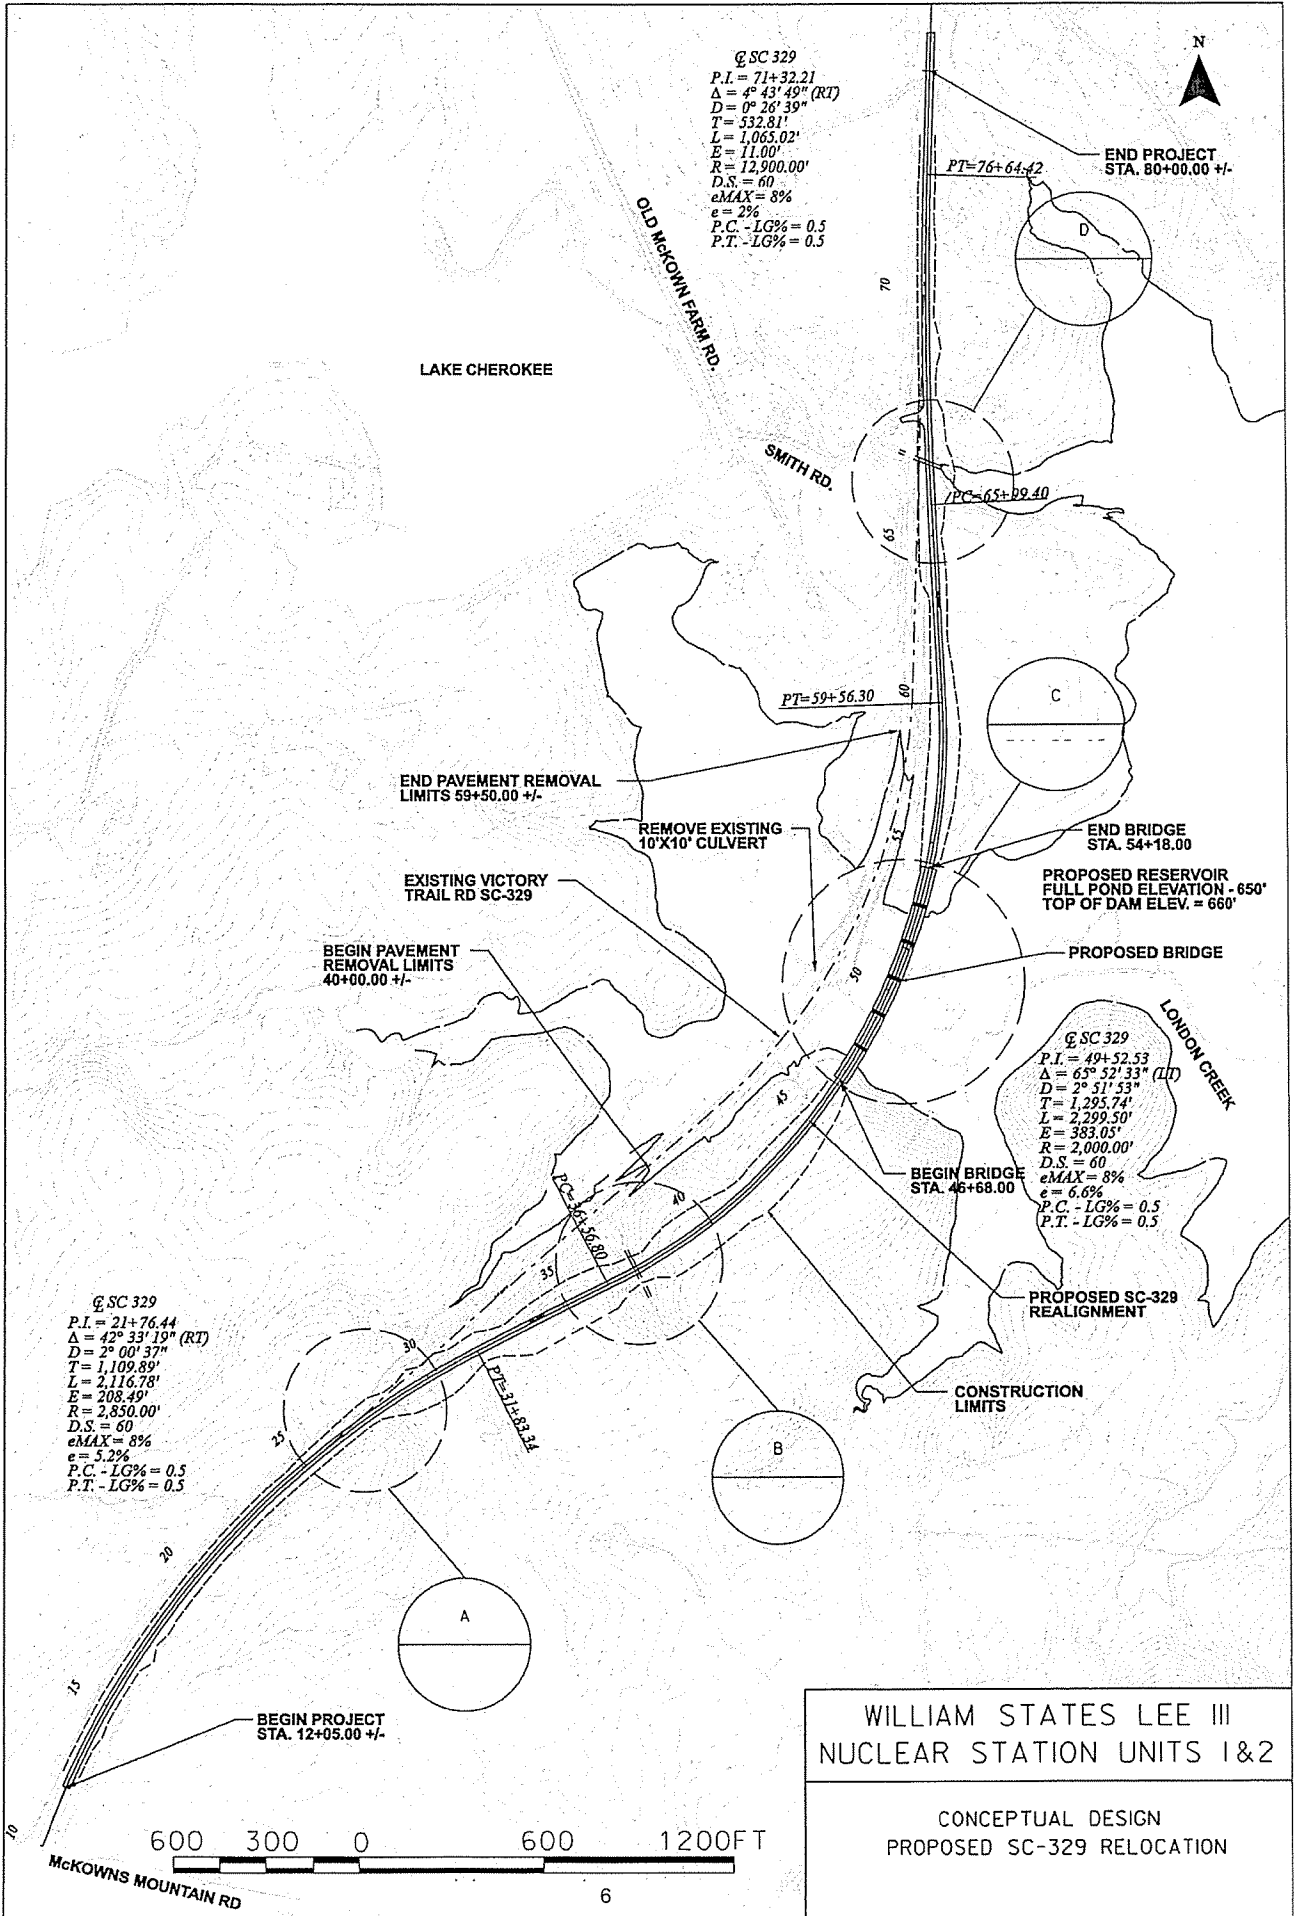 N
℄ SC 329
P.I. = 71+32.21
Δ = 4° 43' 49" (RT)
D = 0° 26' 39"
T = 532.81'
L = 1,065.02'
E = 11.00'
R = 12,900.00'
D.S. = 60
eMAX = 8%
e = 2%
P.C. - LG% = 0.5
P.T. - LG% = 0.5
END PROJECT
STA. 80+00.00 +/-
PT=76+64.42
D
OLD McKOWN FARM RD.
70
LAKE CHEROKEE
SMITH RD.
PC=65+99.40
65
PT=59+56.30
60
C
END PAVEMENT REMOVAL
LIMITS 59+50.00 +/-
REMOVE EXISTING
10'X10' CULVERT
55
END BRIDGE
STA. 54+18.00
EXISTING VICTORY
TRAIL RD SC-329
PROPOSED RESERVOIR
FULL POND ELEVATION - 650'
TOP OF DAM ELEV. = 660'
BEGIN PAVEMENT
REMOVAL LIMITS
40+00.00 +/-
50
PROPOSED BRIDGE
LONDON CREEK
℄ SC 329
P.I. = 49+52.53
Δ = 65° 52' 33" (LT)
D = 2° 51' 53"
T = 1,295.74'
L = 2,299.50'
E = 383.05'
R = 2,000.00'
D.S. = 60
eMAX = 8%
e = 6.6%
P.C. - LG% = 0.5
P.T. - LG% = 0.5
45
BEGIN BRIDGE
STA. 46+68.00
40
PC=36+56.80
35
PROPOSED SC-329
REALIGNMENT
℄ SC 329
P.I. = 21+76.44
Δ = 42° 33' 19" (RT)
D = 2° 00' 37"
T = 1,109.89'
L = 2,116.78'
E = 208.49'
R = 2,850.00'
D.S. = 60
eMAX = 8%
e = 5.2%
P.C. - LG% = 0.5
P.T. - LG% = 0.5
30
PT=31+83.34
CONSTRUCTION
LIMITS
25
B
20
A
15
BEGIN PROJECT
STA. 12+05.00 +/-
10
McKOWNS MOUNTAIN RD
600 300 0 600 1200FT
6
WILLIAM STATES LEE III
NUCLEAR STATION UNITS 1&2
CONCEPTUAL DESIGN
PROPOSED SC-329 RELOCATION